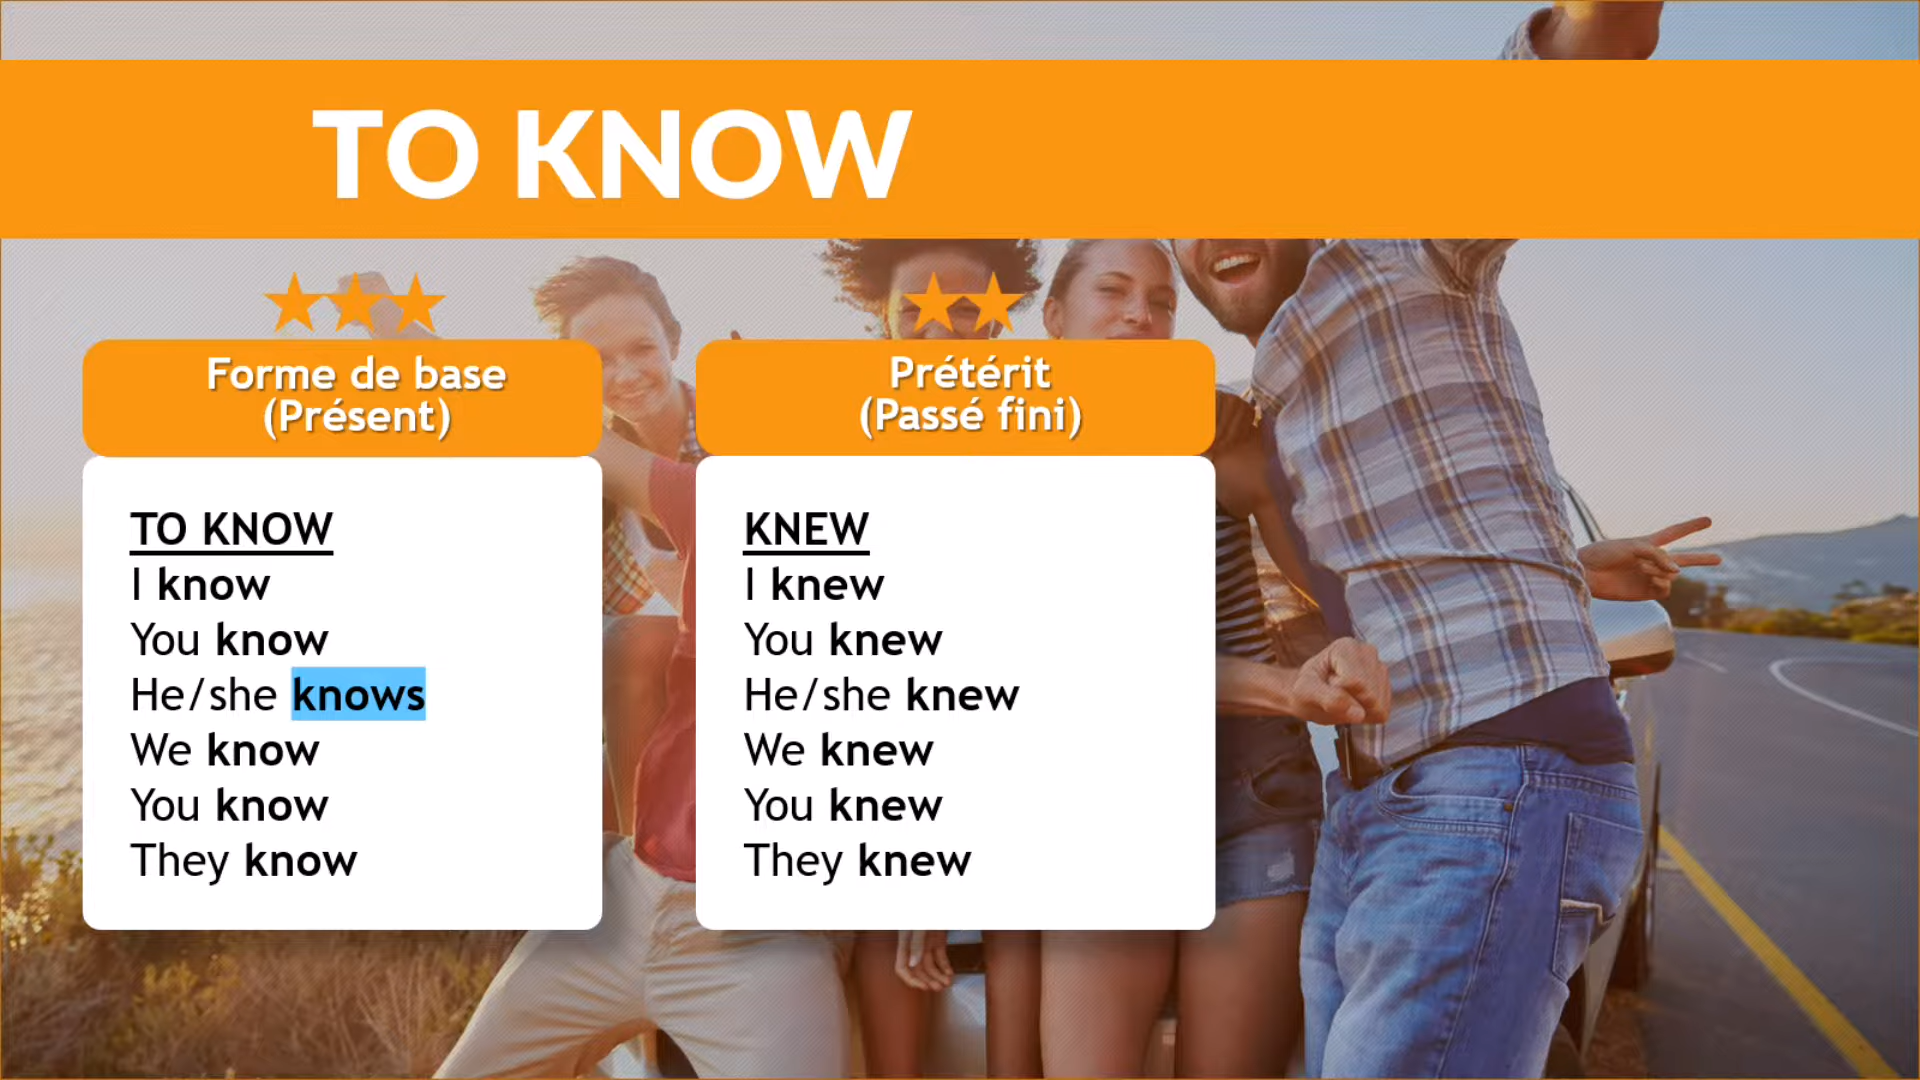 TO KNOW
Forme de base
(Présent)
TO KNOW
I know
You know
He/she knows
We know
You know
They know
Prétérit
(Passé fini)
KNEW
I knew
You knew
He/she knew
We knew
You knew
They knew